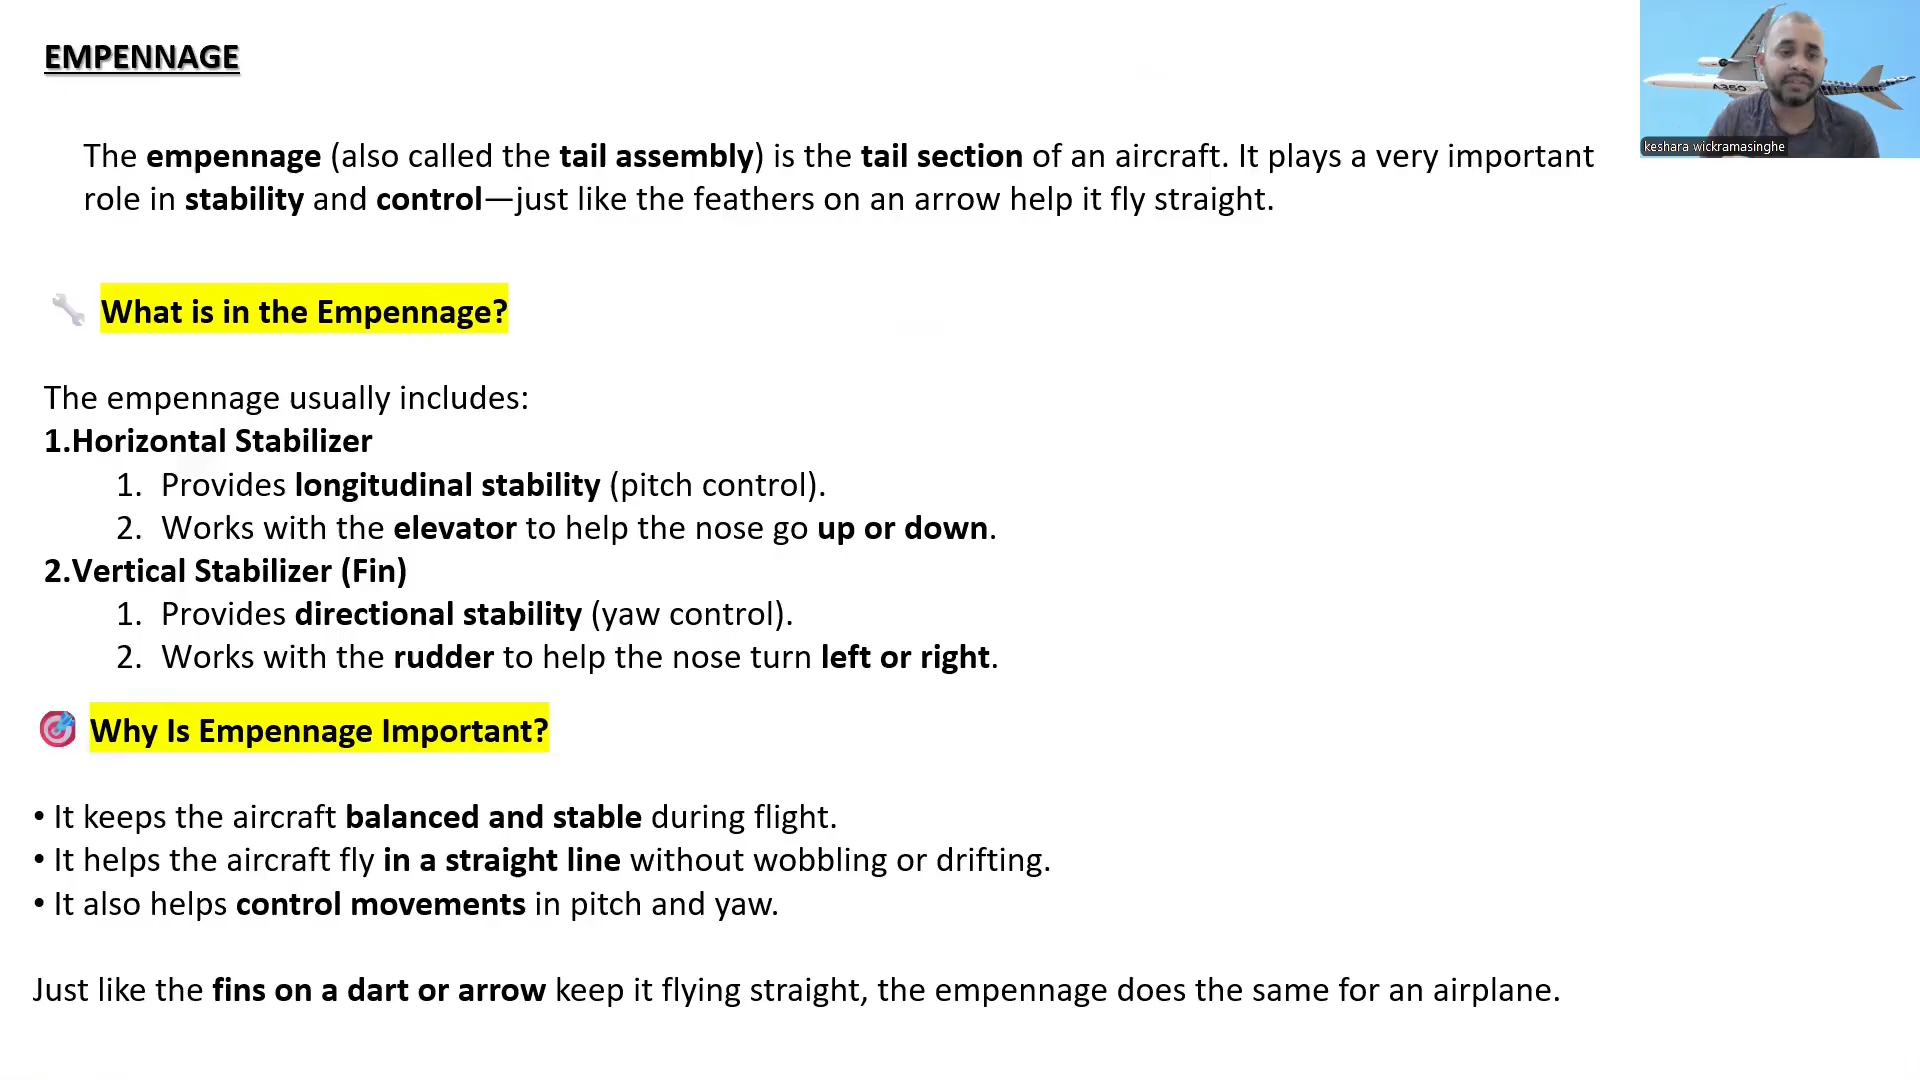 EMPENNAGE
The empennage (also called the tail assembly) is the tail section of an aircraft. It plays a very important
role in stability and control—just like the feathers on an arrow help it fly straight.
What is in the Empennage?
The empennage usually includes:
1.Horizontal Stabilizer
1. Provides longitudinal stability (pitch control).
2. Works with the elevator to help the nose go up or down.
2.Vertical Stabilizer (Fin)
1. Provides directional stability (yaw control).
2. Works with the rudder to help the nose turn left or right.
Why Is Empennage Important?
• It keeps the aircraft balanced and stable during flight.
• It helps the aircraft fly in a straight line without wobbling or drifting.
• It also helps control movements in pitch and yaw.
Just like the fins on a dart or arrow keep it flying straight, the empennage does the same for an airplane.
A350
keshara wickramasinghe